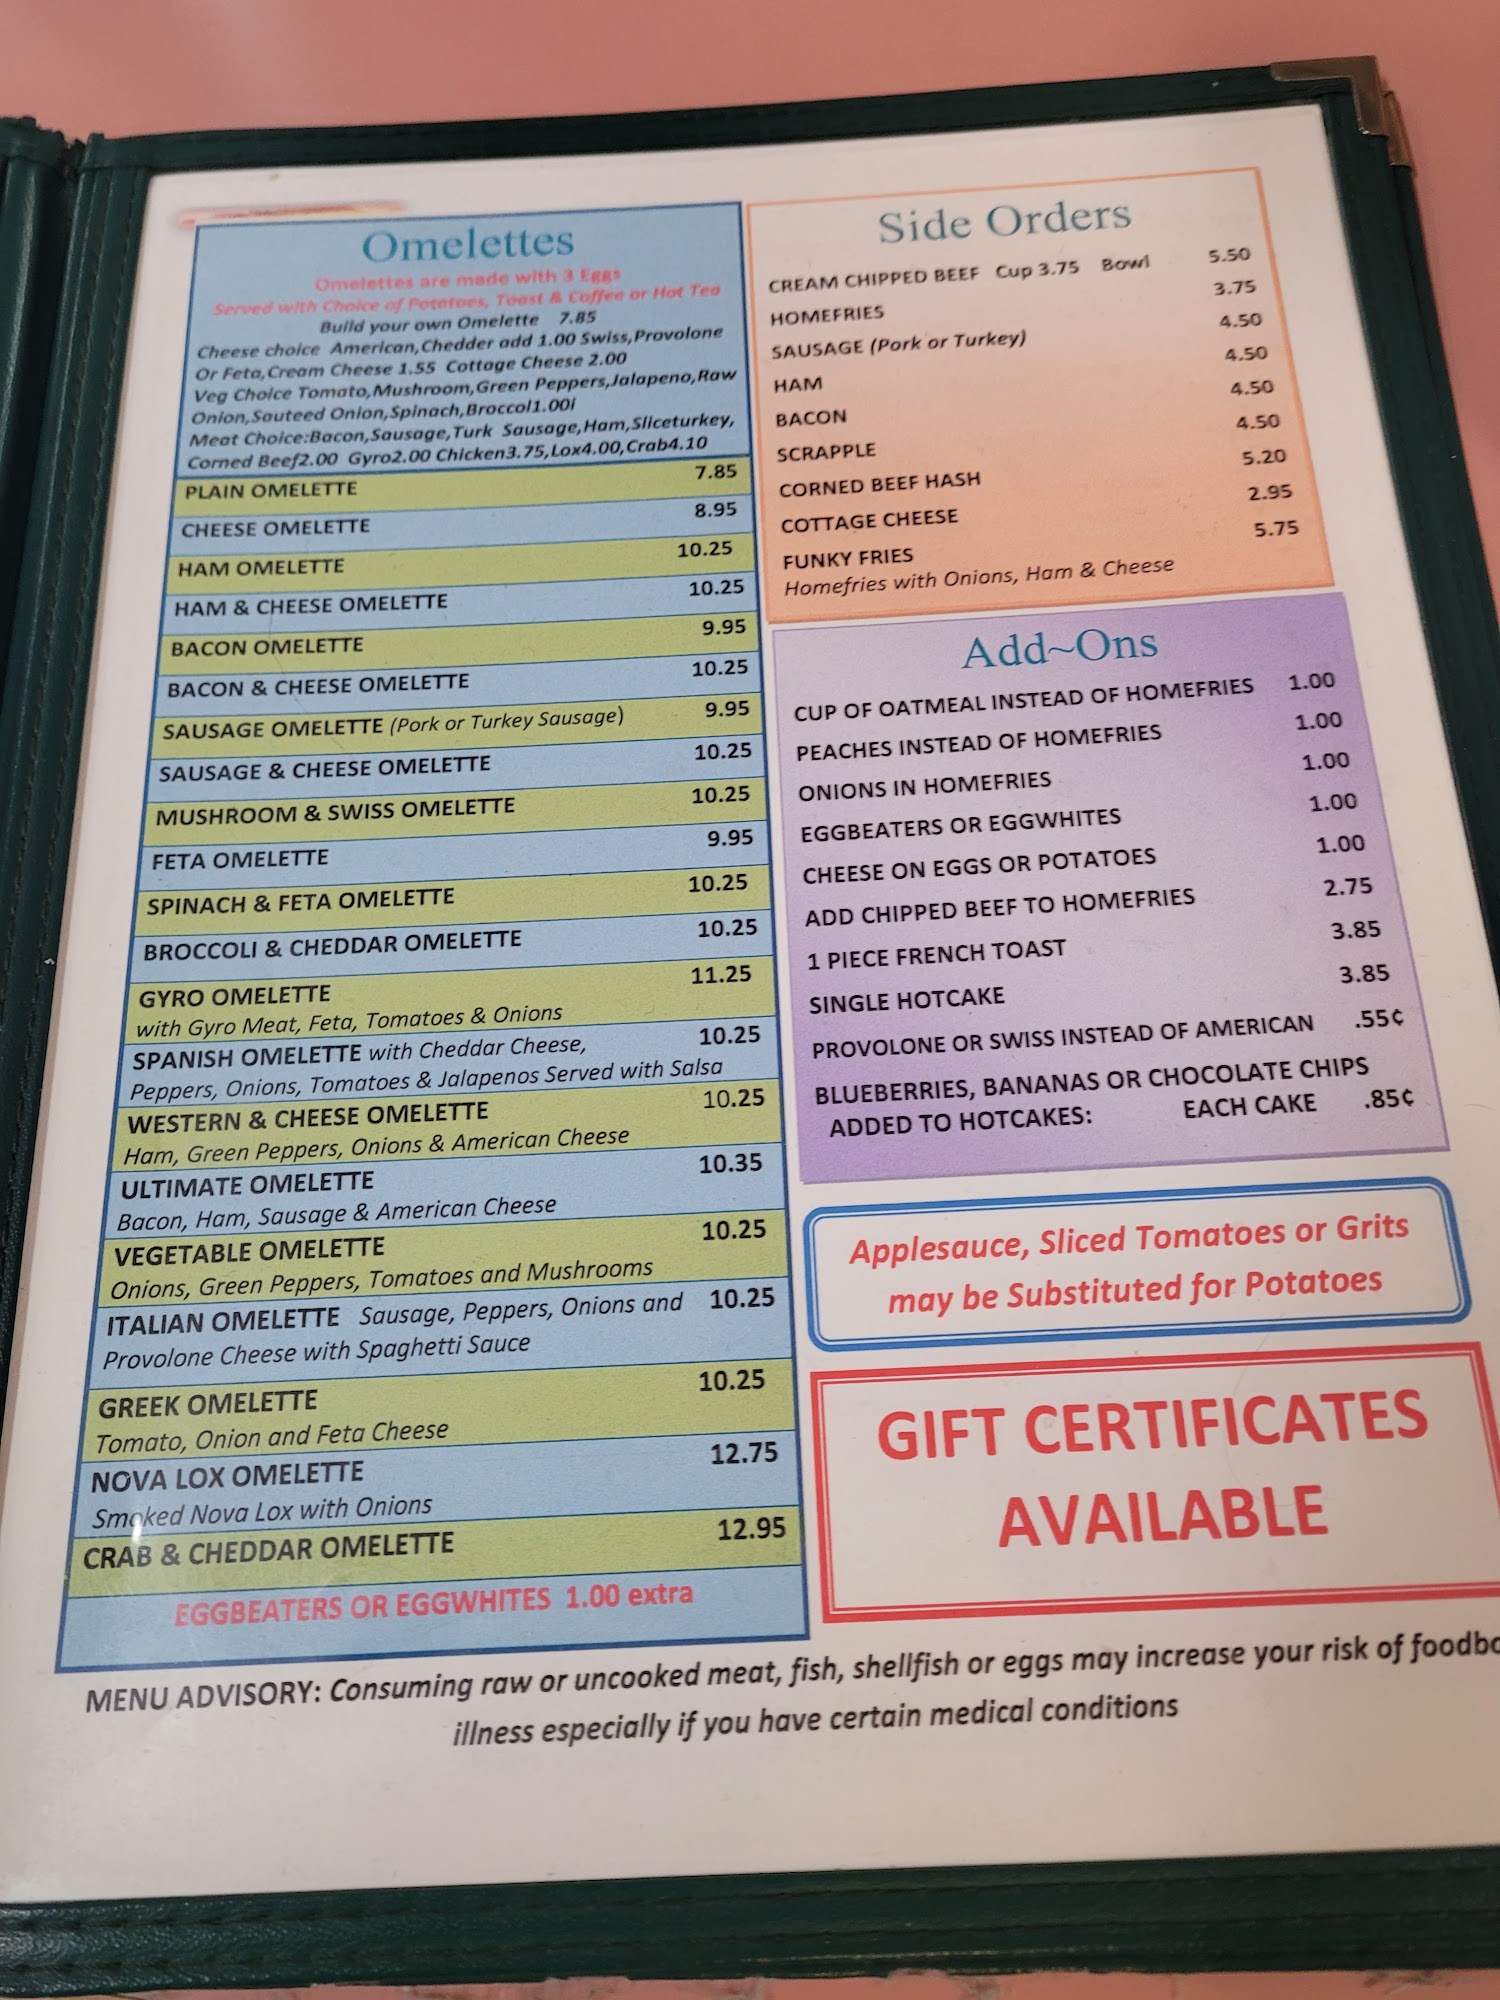 Omelettes
Omelettes are made with 3 Eggs
Served with Choice of Potatoes, Toast & Coffee or Hot Tea
Build your own Omelette 7.85
Cheese choice American,Chedder add 1.00 Swiss,Provolone
Or Feta,Cream Cheese 1.55 Cottage Cheese 2.00
Veg Choice Tomato,Mushroom,Green Peppers,Jalapeno,Raw
Onion,Sauteed Onion,Spinach,Broccol1.00i
Meat Choice:Bacon,Sausage,Turk Sausage,Ham,Sliceturkey,
Corned Beef2.00 Gyro2.00 Chicken3.75,Lox4.00,Crab4.10
PLAIN OMELETTE 7.85
CHEESE OMELETTE 8.95
HAM OMELETTE 10.25
HAM & CHEESE OMELETTE 10.25
BACON OMELETTE 9.95
BACON & CHEESE OMELETTE 10.25
SAUSAGE OMELETTE (Pork or Turkey Sausage) 9.95
SAUSAGE & CHEESE OMELETTE 10.25
MUSHROOM & SWISS OMELETTE 10.25
FETA OMELETTE 9.95
SPINACH & FETA OMELETTE 10.25
BROCCOLI & CHEDDAR OMELETTE 10.25
GYRO OMELETTE 11.25
with Gyro Meat, Feta, Tomatoes & Onions
SPANISH OMELETTE with Cheddar Cheese, 10.25
Peppers, Onions, Tomatoes & Jalapenos Served with Salsa
WESTERN & CHEESE OMELETTE 10.25
Ham, Green Peppers, Onions & American Cheese
ULTIMATE OMELETTE 10.35
Bacon, Ham, Sausage & American Cheese
VEGETABLE OMELETTE 10.25
Onions, Green Peppers, Tomatoes and Mushrooms
ITALIAN OMELETTE Sausage, Peppers, Onions and 10.25
Provolone Cheese with Spaghetti Sauce
GREEK OMELETTE 10.25
Tomato, Onion and Feta Cheese
NOVA LOX OMELETTE 12.75
Smoked Nova Lox with Onions
CRAB & CHEDDAR OMELETTE 12.95
EGGBEATERS OR EGGWHITES 1.00 extra
Side Orders
CREAM CHIPPED BEEF Cup 3.75 Bowl 5.50
HOMEFRIES 3.75
SAUSAGE (Pork or Turkey) 4.50
HAM 4.50
BACON 4.50
SCRAPPLE 4.50
CORNED BEEF HASH 5.20
COTTAGE CHEESE 2.95
FUNKY FRIES 5.75
Homefries with Onions, Ham & Cheese
Add~Ons
CUP OF OATMEAL INSTEAD OF HOMEFRIES 1.00
PEACHES INSTEAD OF HOMEFRIES 1.00
ONIONS IN HOMEFRIES 1.00
EGGBEATERS OR EGGWHITES 1.00
CHEESE ON EGGS OR POTATOES 1.00
ADD CHIPPED BEEF TO HOMEFRIES 2.75
1 PIECE FRENCH TOAST 3.85
SINGLE HOTCAKE 3.85
PROVOLONE OR SWISS INSTEAD OF AMERICAN .55¢
BLUEBERRIES, BANANAS OR CHOCOLATE CHIPS
ADDED TO HOTCAKES: EACH CAKE .85¢
Applesauce, Sliced Tomatoes or Grits
may be Substituted for Potatoes
GIFT CERTIFICATES
AVAILABLE
MENU ADVISORY: Consuming raw or uncooked meat, fish, shellfish or eggs may increase your risk of foodbo
illness especially if you have certain medical conditions